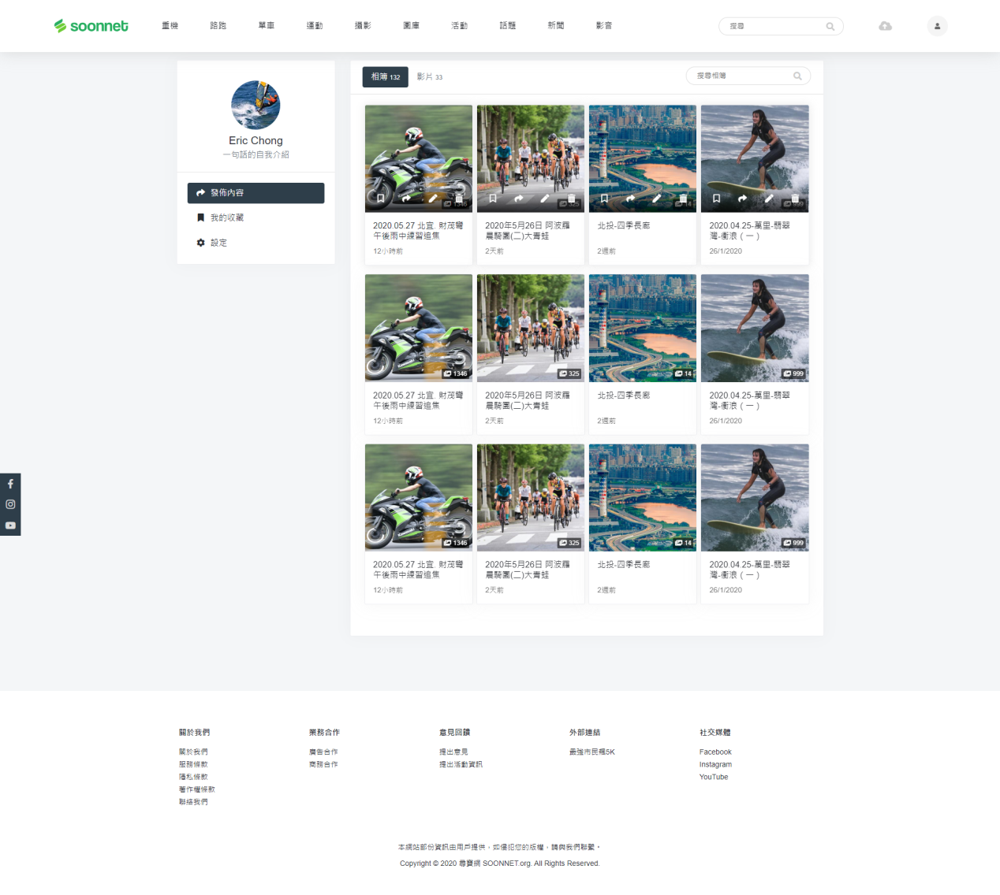 soonnet
重機
路跑
單車
運動
攝影
圖庫
活動
話題
新聞
影音
搜尋
Eric Chong
一句話的自我介紹
發佈內容
我的收藏
設定
相簿 132
影片 33
搜尋相簿
1346
325
14
999
2020.05.27 北宜. 財茂彎
午後雨中練習追焦
12小時前
2020年5月26日 阿波羅
晨騎團(二)大青蛙
2天前
北投-四季長廊
2週前
2020.04.25-萬里-翡翠
灣-衝浪 ( 一 )
26/1/2020
1346
325
14
999
2020.05.27 北宜. 財茂彎
午後雨中練習追焦
12小時前
2020年5月26日 阿波羅
晨騎團(二)大青蛙
2天前
北投-四季長廊
2週前
2020.04.25-萬里-翡翠
灣-衝浪 ( 一 )
26/1/2020
1346
325
14
999
2020.05.27 北宜. 財茂彎
午後雨中練習追焦
12小時前
2020年5月26日 阿波羅
晨騎團(二)大青蛙
2天前
北投-四季長廊
2週前
2020.04.25-萬里-翡翠
灣-衝浪 ( 一 )
26/1/2020
關於我們
關於我們
服務條款
隱私條款
著作權條款
聯絡我們
業務合作
廣告合作
商務合作
意見回饋
提出意見
提出活動資訊
外部連結
最強市民楓5K
社交媒體
Facebook
Instagram
YouTube
本網站部份資訊由用戶提供，如侵犯您的版權，請與我們聯繫。
Copyright © 2020 尋寶網 SOONNET.org. All Rights Reserved.